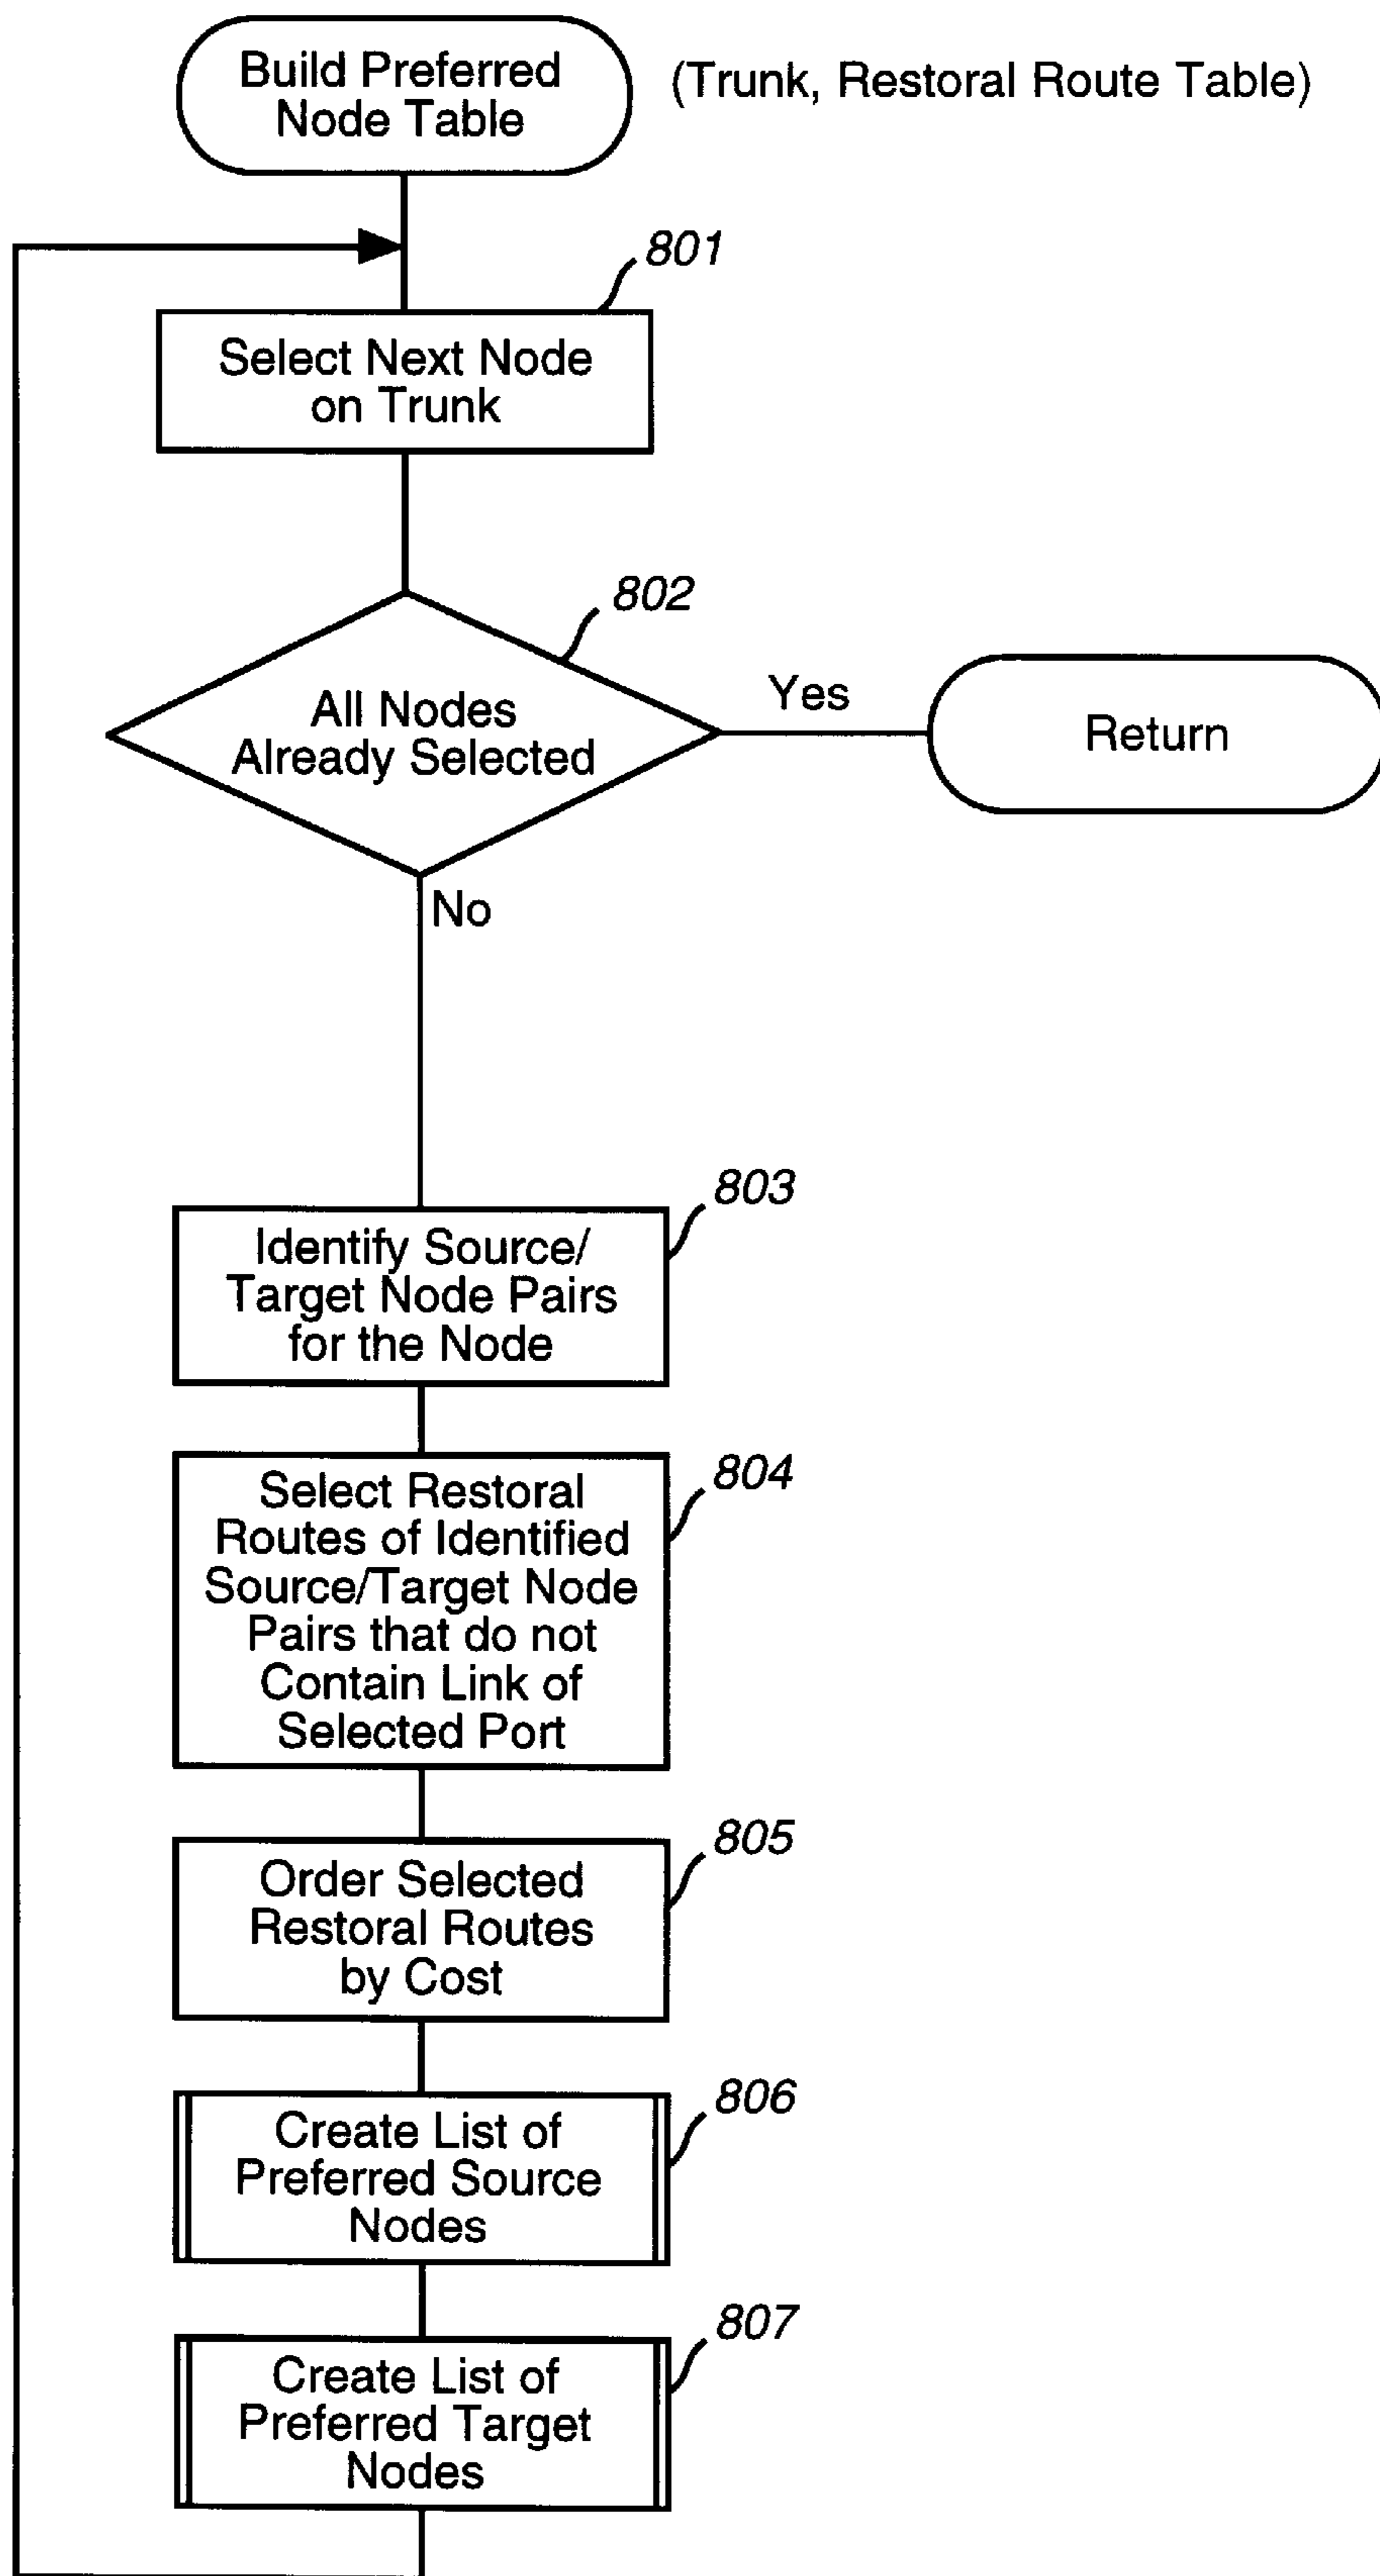 Build Preferred
Node Table
(Trunk, Restoral Route Table)
801
Select Next Node
on Trunk
802
All Nodes
Already Selected
Yes
Return
No
803
Identify Source/
Target Node Pairs
for the Node
804
Select Restoral
Routes of Identified
Source/Target Node
Pairs that do not
Contain Link of
Selected Port
805
Order Selected
Restoral Routes
by Cost
806
Create List of
Preferred Source
Nodes
807
Create List of
Preferred Target
Nodes